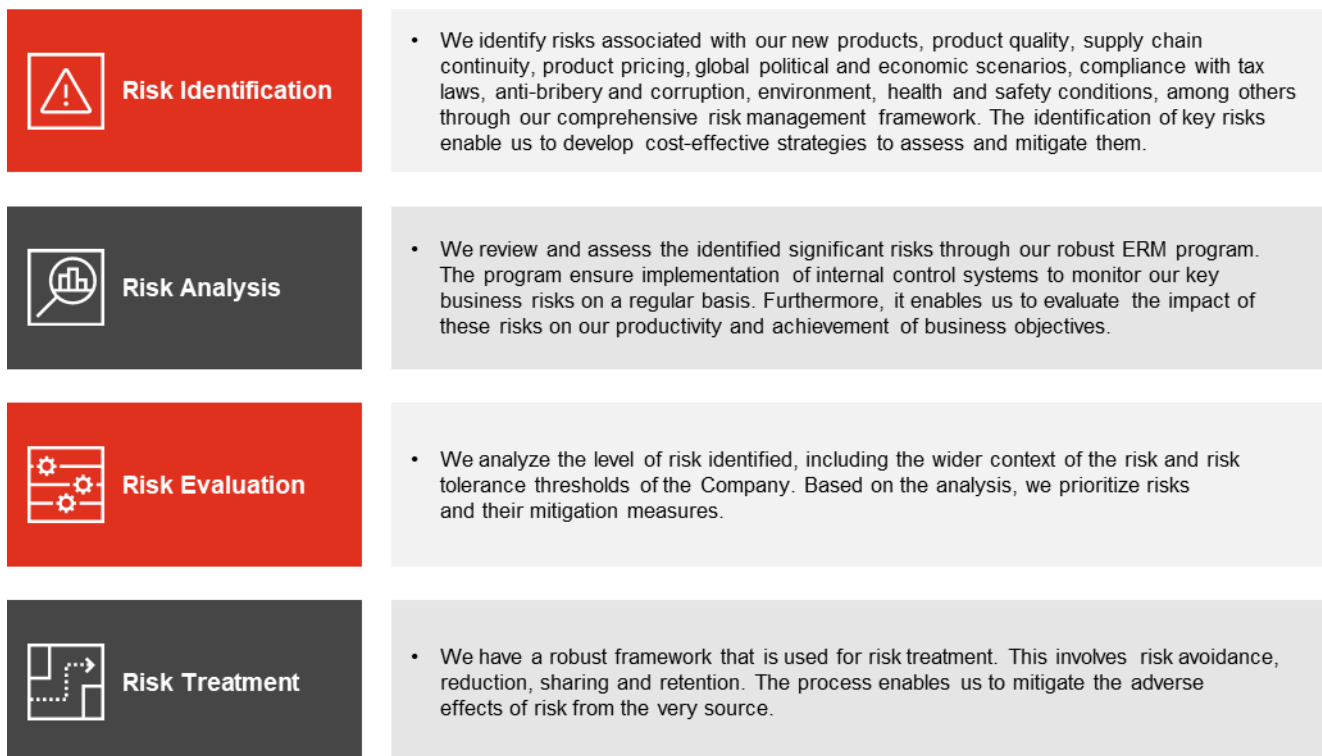 Risk Identification
• We identify risks associated with our new products, product quality, supply chain
continuity, product pricing, global political and economic scenarios, compliance with tax
laws, anti-bribery and corruption, environment, health and safety conditions, among others
through our comprehensive risk management framework. The identification of key risks
enable us to develop cost-effective strategies to assess and mitigate them.
Risk Analysis
• We review and assess the identified significant risks through our robust ERM program.
The program ensure implementation of internal control systems to monitor our key
business risks on a regular basis. Furthermore, it enables us to evaluate the impact of
these risks on our productivity and achievement of business objectives.
Risk Evaluation
• We analyze the level of risk identified, including the wider context of the risk and risk
tolerance thresholds of the Company. Based on the analysis, we prioritize risks
and their mitigation measures.
Risk Treatment
• We have a robust framework that is used for risk treatment. This involves risk avoidance,
reduction, sharing and retention. The process enables us to mitigate the adverse
effects of risk from the very source.